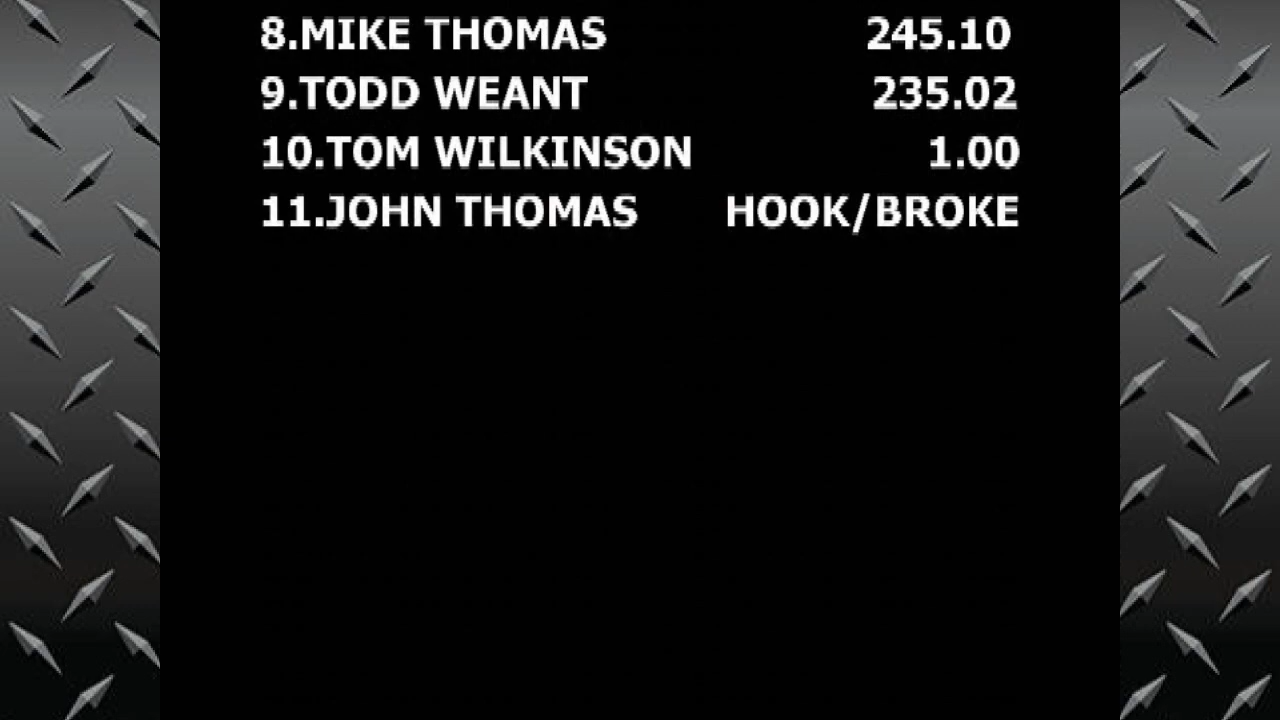 8.MIKE THOMAS 245.10
9.TODD WEANT 235.02
10.TOM WILKINSON 1.00
11.JOHN THOMAS HOOK/BROKE